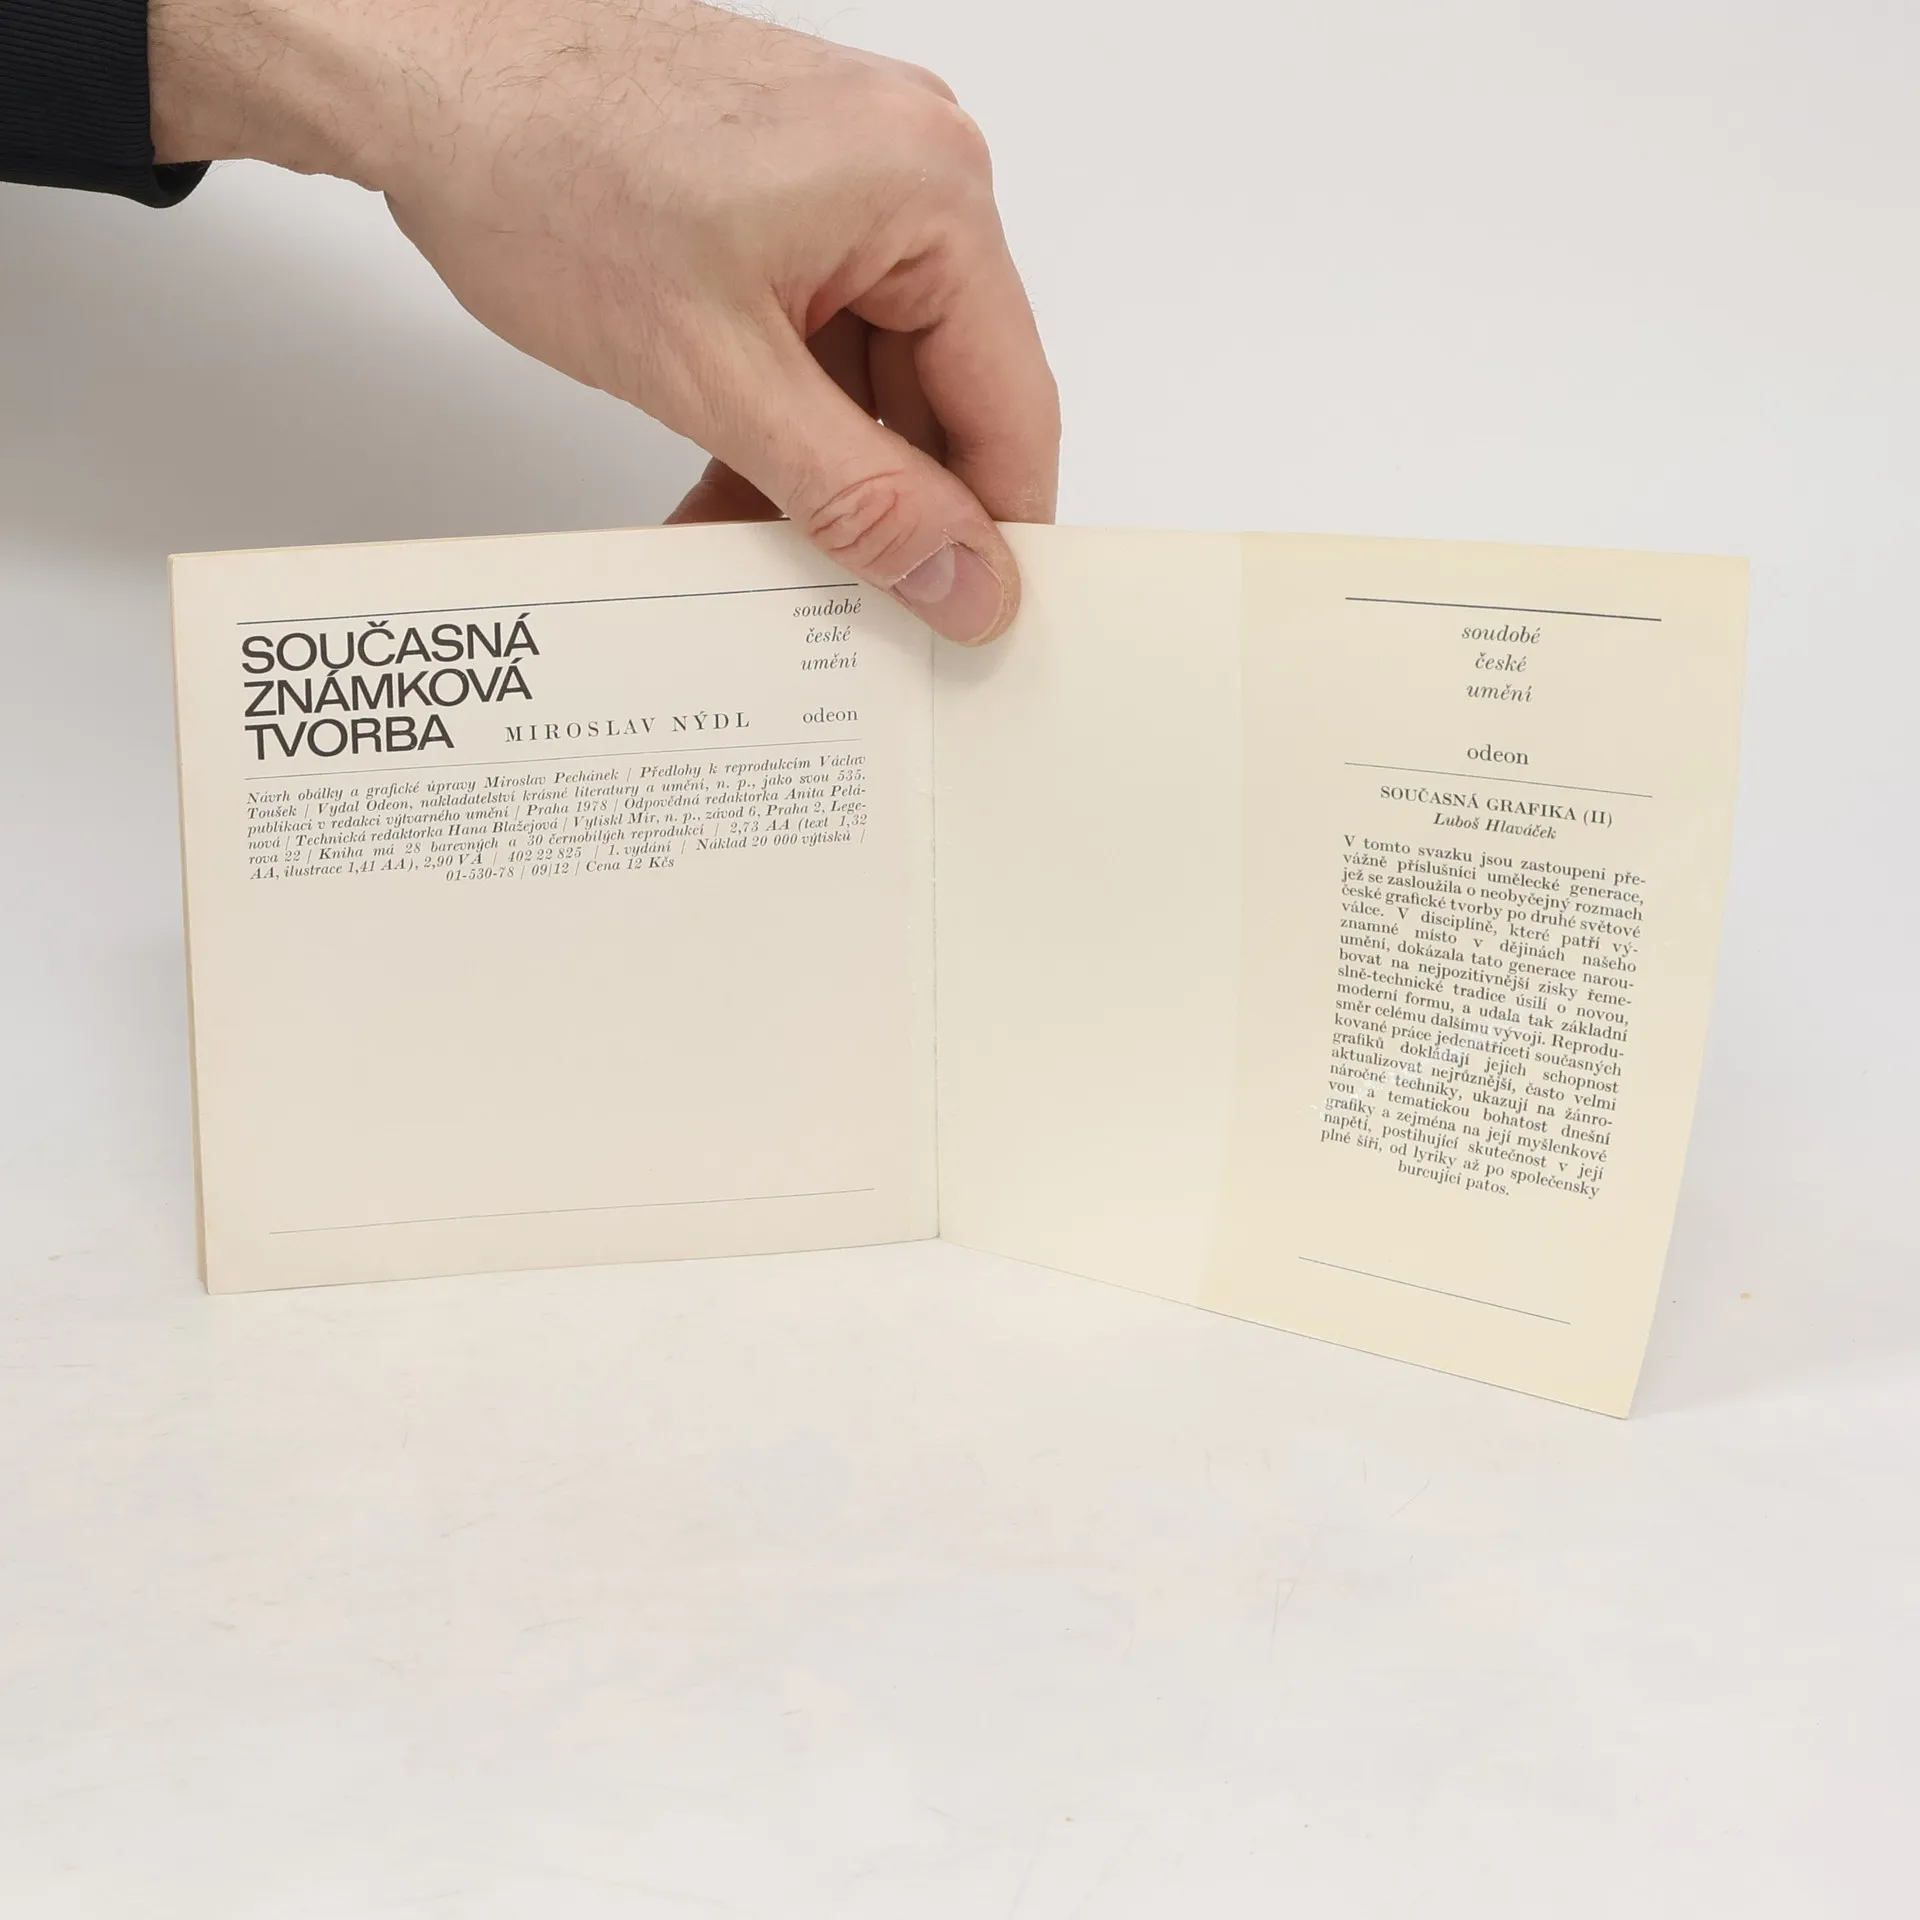 SOUČASNÁ
ZNÁMKOVÁ
TVORBA
MIROSLAV NÝDL
soudobé
české
umění
odeon
Návrh obálky a grafické úpravy Miroslav Pechánek | Předlohy k reprodukcím Václav
Toušek | Vydal Odeon, nakladatelství krásné literatury a umění, n. p., jako svou 535.
publikaci v redakci výtvarného umění | Praha 1978 | Odpovědná redaktorka Anita Pelá-
nová | Technická redaktorka Hana Blažejová | Vytiskl Mír, n. p., závod 6, Praha 2, Lege-
rova 22 | Kniha má 28 barevných a 30 černobílých reprodukcí | 2,73 AA (text 1,32
AA, ilustrace 1,41 AA), 2,90 VA | 402 22 825 | 1. vydání | Náklad 20 000 výtisků |
01-530-78 | 09/12 | Cena 12 Kčs
soudobé
české
umění
odeon
SOUČASNÁ GRAFIKA (II)
Luboš Hlaváček
V tomto svazku jsou zastoupeni pře-
vážně příslušníci umělecké generace,
jež se zasloužila o neobyčejný rozmach
české grafické tvorby po druhé světové
válce. V disciplíně, které patří vý-
znamné místo v dějinách našeho
umění, dokázala tato generace narou-
bovat na nejpozitivnější zisky řeme-
slně-technické tradice úsilí o novou,
moderní formu, a udala tak základní
směr celému dalšímu vývoji. Reprodu-
kované práce jedenatřiceti současných
grafiků dokládají jejich schopnost
aktualizovat nejrůznější, často velmi
náročné techniky, ukazují na žánro-
vou a tematickou bohatost dnešní
grafiky a zejména na její myšlenkové
napětí, postihující skutečnost v její
plné šíři, od lyriky až po společensky
burcující patos.